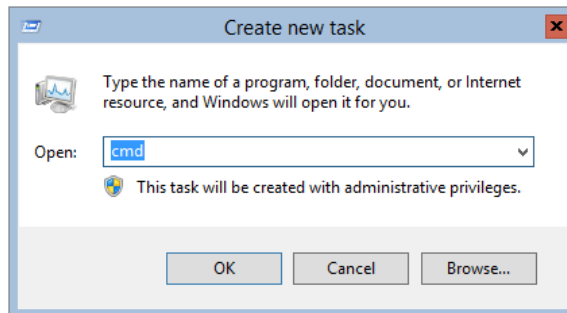 Create new task
Type the name of a program, folder, document, or Internet
resource, and Windows will open it for you.
Open: cmd
This task will be created with administrative privileges.
OK Cancel Browse...